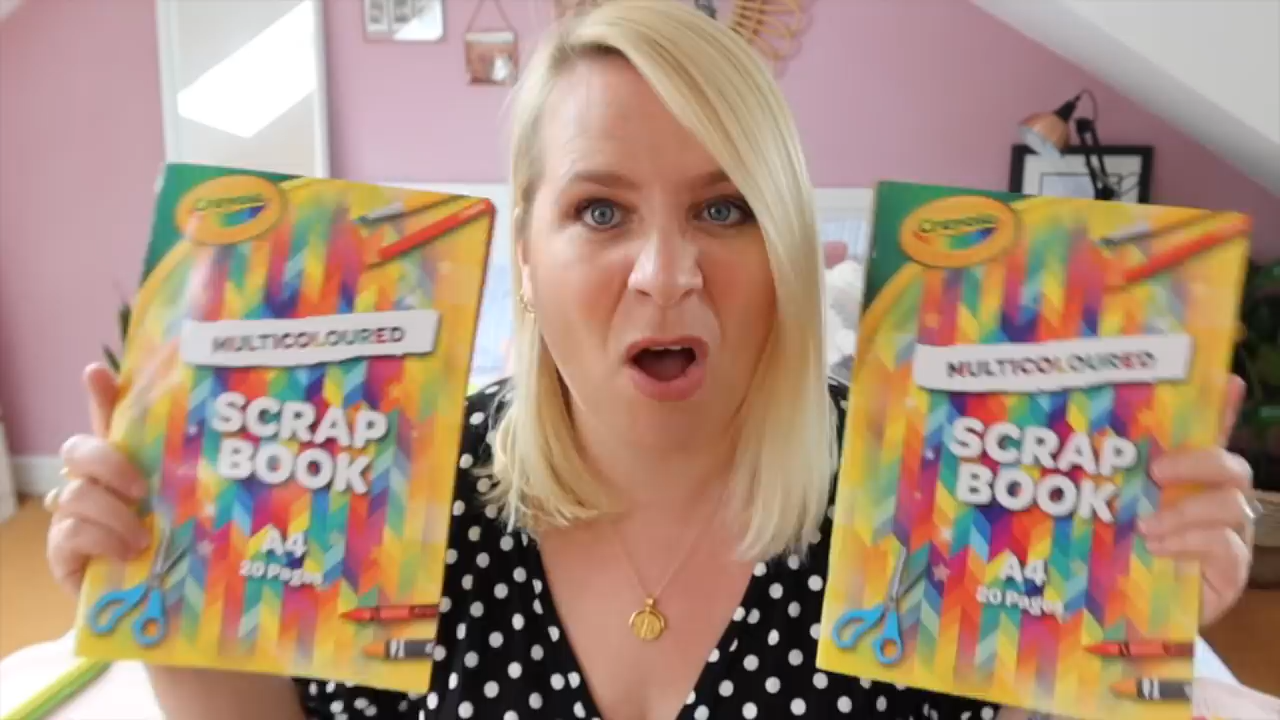 Crayola
MULTICOLOURED
SCRAP
BOOK
A4
20 Pages
Crayola
MULTICOLOURED
SCRAP
BOOK
A4
20 Pages